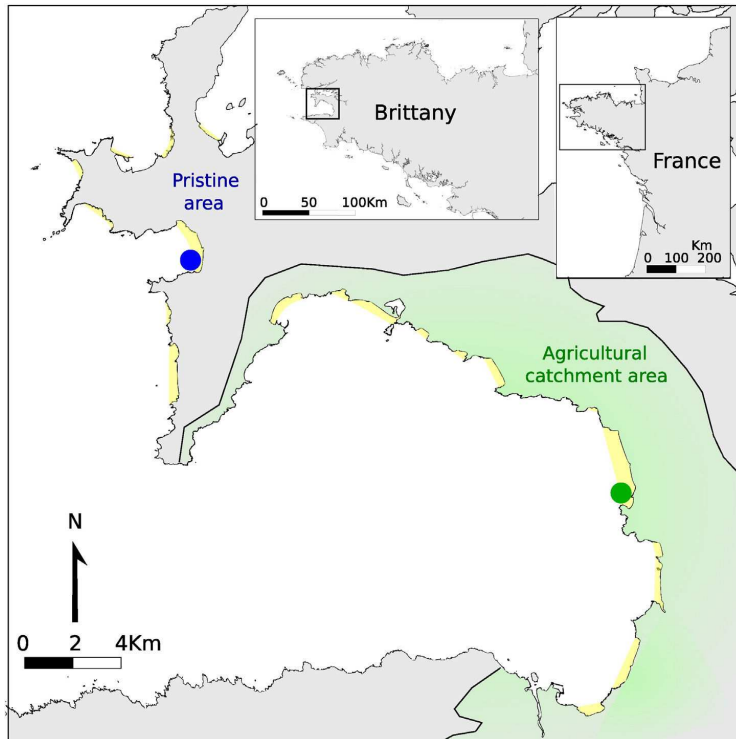 Brittany
0 50 100Km
France
Km
0 100 200
Pristine
area
Agricultural
catchment area
N
0 2 4Km